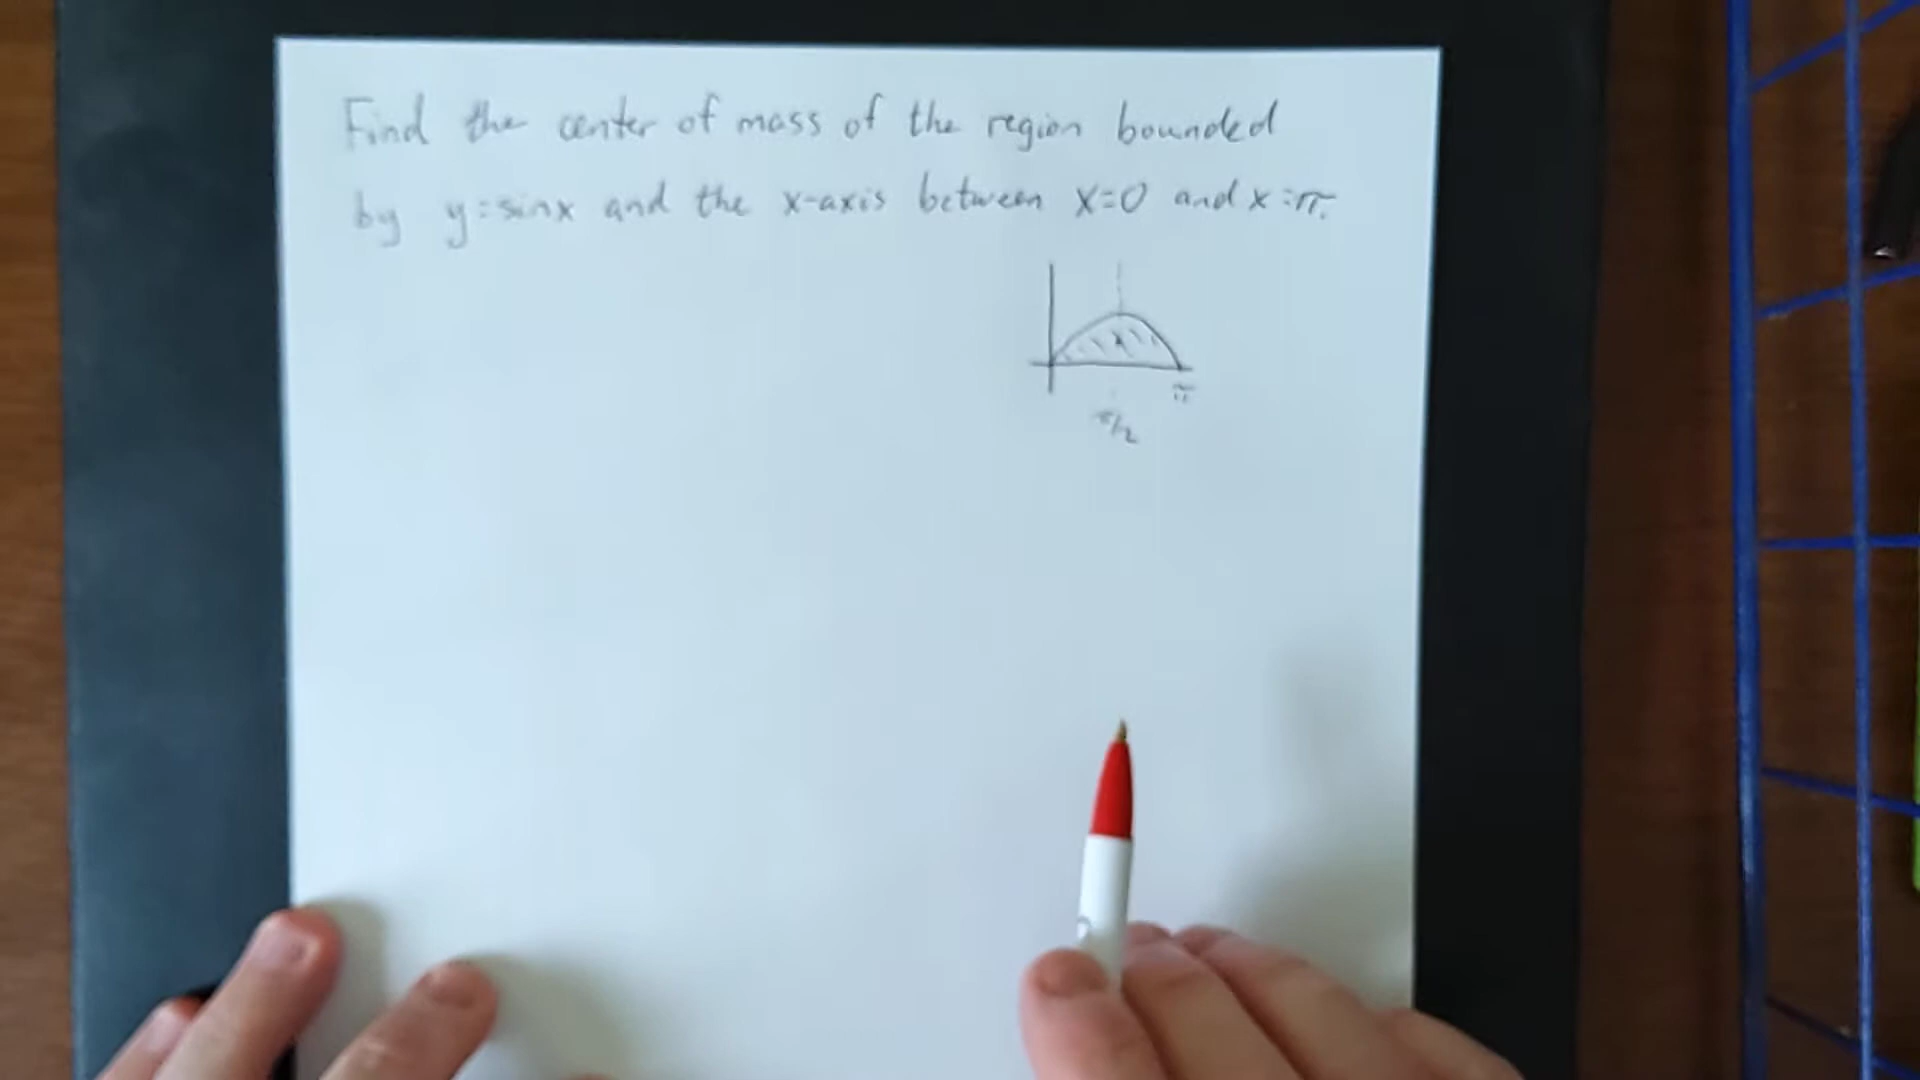 Find the center of mass of the region bounded
by y=sinx and the x-axis between x=0 and x=π.
π
π/2